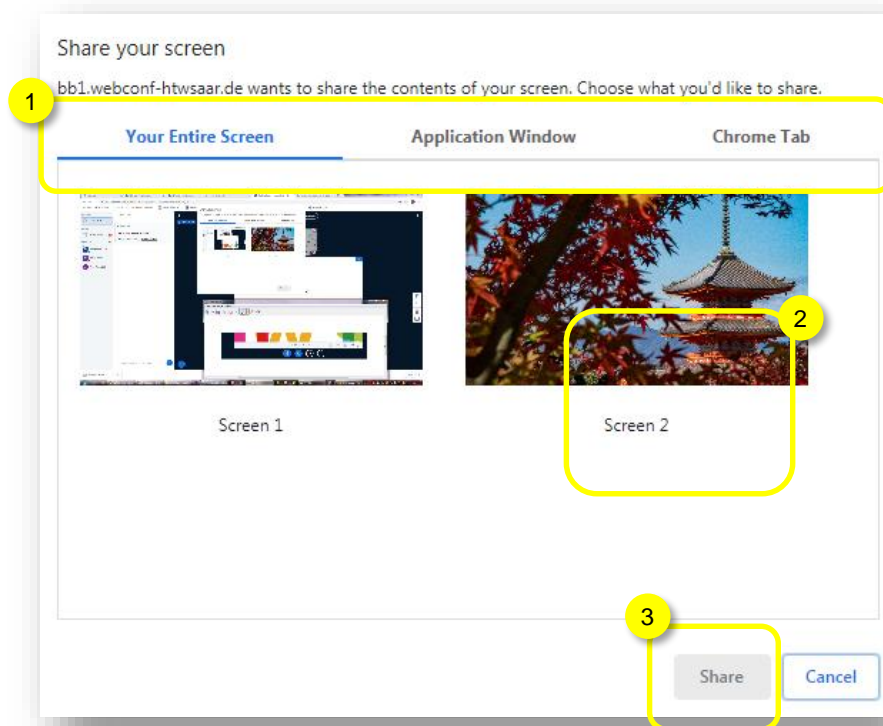 Share your screen
bb1.webconf-htwsaar.de wants to share the contents of your screen. Choose what you'd like to share.
1
Your Entire Screen Application Window Chrome Tab
2
Screen 1 Screen 2
3
Share Cancel